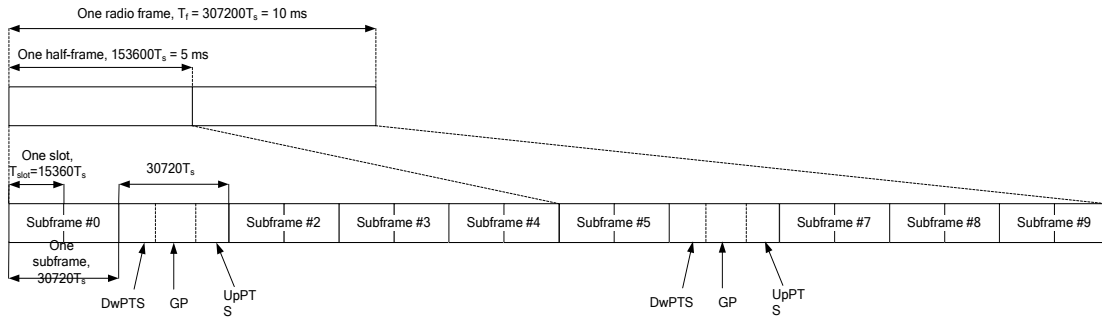 One radio frame, Tf = 307200Ts = 10 ms
One half-frame, 153600Ts = 5 ms
One slot,
Tslot=15360Ts
30720Ts
Subframe #0
Subframe #2
Subframe #3
Subframe #4
Subframe #5
Subframe #7
Subframe #8
Subframe #9
One
subframe,
30720Ts
DwPTS
GP
UpPT
S
DwPTS
GP
UpPT
S